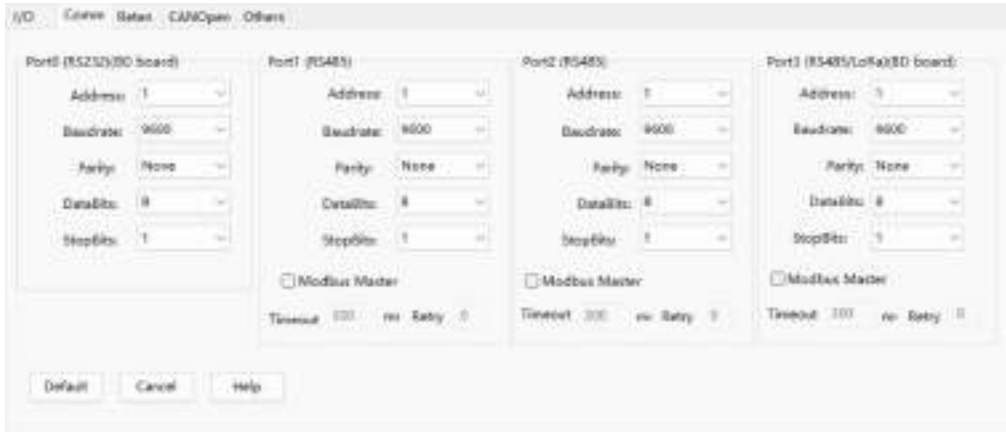 I/O Comm Retan CANOpen Others
Port0 (RS232)(BD board)
Address: 1
Baudrate: 9600
Parity: None
DataBits: 8
StopBits: 1
Port1 (RS485)
Address: 1
Baudrate: 9600
Parity: None
DataBits: 8
StopBits: 1
Modbus Master
Timeout ms Retry 0
Port2 (RS485)
Address: 1
Baudrate: 9600
Parity: None
DataBits: 8
StopBits: 1
Modbus Master
Timeout 300 ms Retry
Port3 (RS485/LoRa)(BD board)
Address: 1
Baudrate: 9600
Parity: None
DataBits: 8
StopBits: 1
Modbus Master
Timeout ms Retry
Default Cancel Help